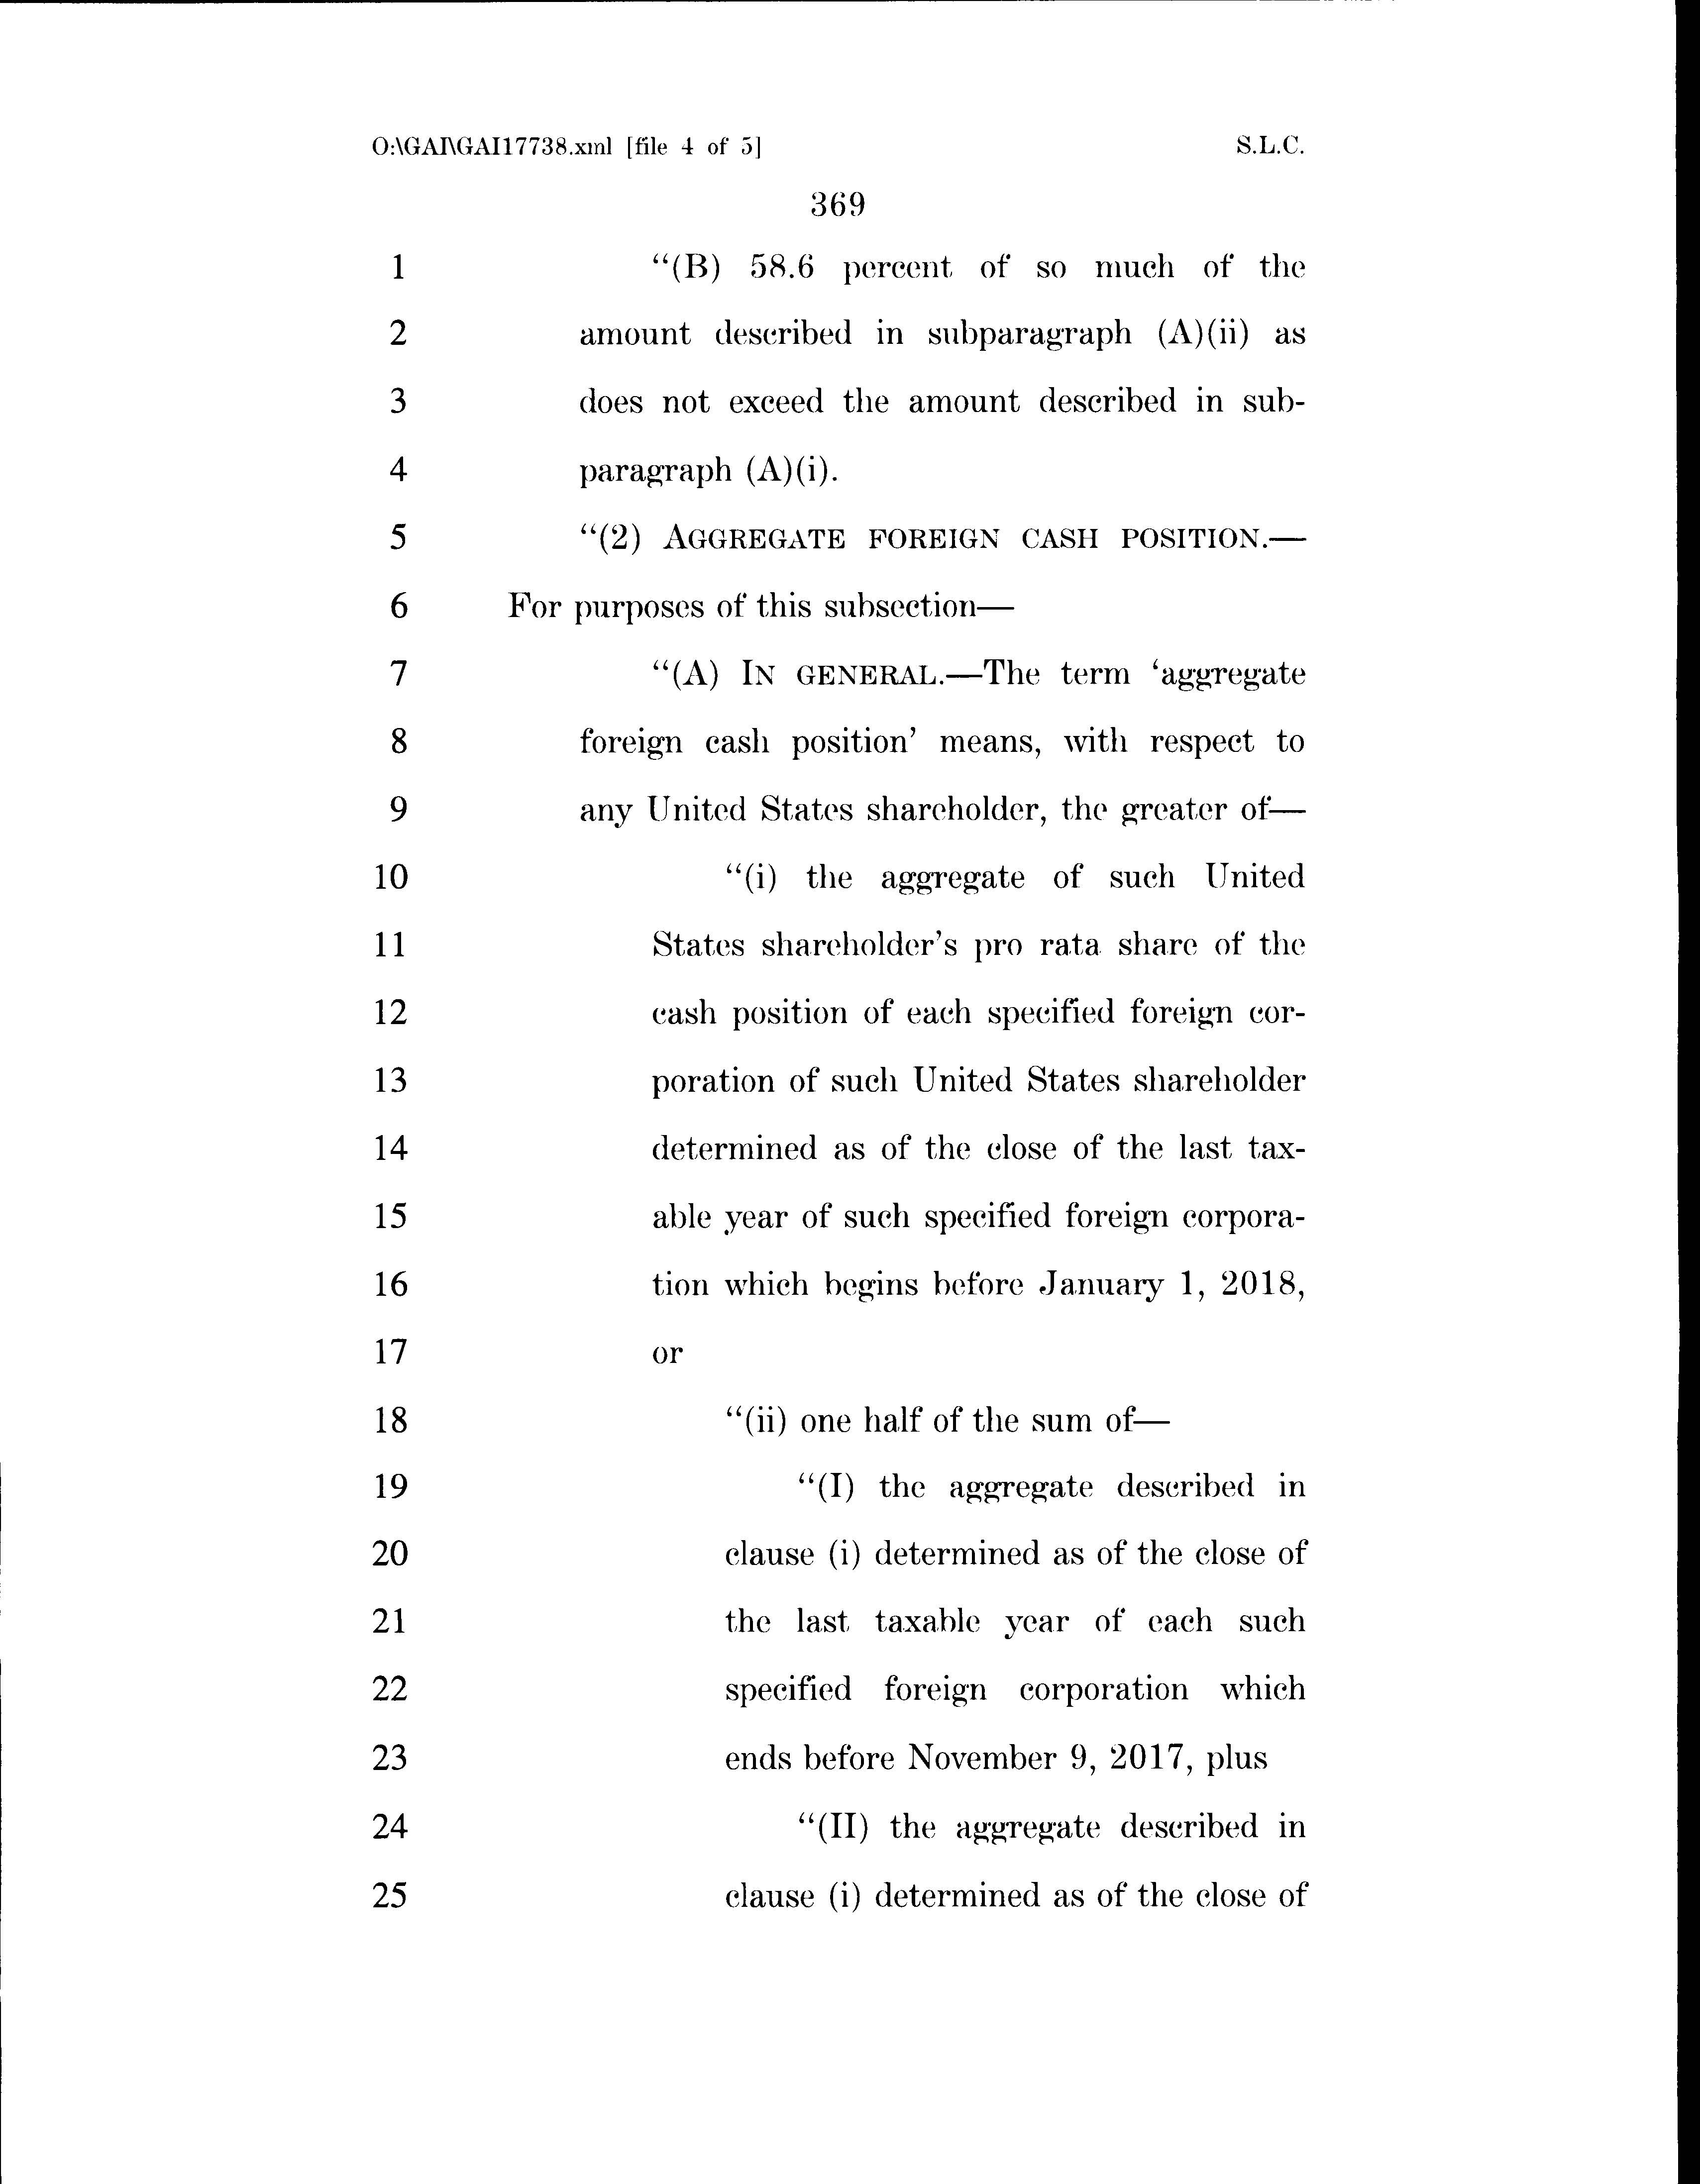 O:\GAI\GAI17738.xml [file 4 of 5] S.L.C.
369
1 “(B) 58.6 percent of so much of the
2 amount described in subparagraph (A)(ii) as
3 does not exceed the amount described in sub-
4 paragraph (A)(i).
5 “(2) AGGREGATE FOREIGN CASH POSITION.—
6 For purposes of this subsection—
7 “(A) IN GENERAL.—The term ‘aggregate
8 foreign cash position’ means, with respect to
9 any United States shareholder, the greater of—
10 “(i) the aggregate of such United
11 States shareholder’s pro rata share of the
12 cash position of each specified foreign cor-
13 poration of such United States shareholder
14 determined as of the close of the last tax-
15 able year of such specified foreign corpora-
16 tion which begins before January 1, 2018,
17 or
18 “(ii) one half of the sum of—
19 “(I) the aggregate described in
20 clause (i) determined as of the close of
21 the last taxable year of each such
22 specified foreign corporation which
23 ends before November 9, 2017, plus
24 “(II) the aggregate described in
25 clause (i) determined as of the close of